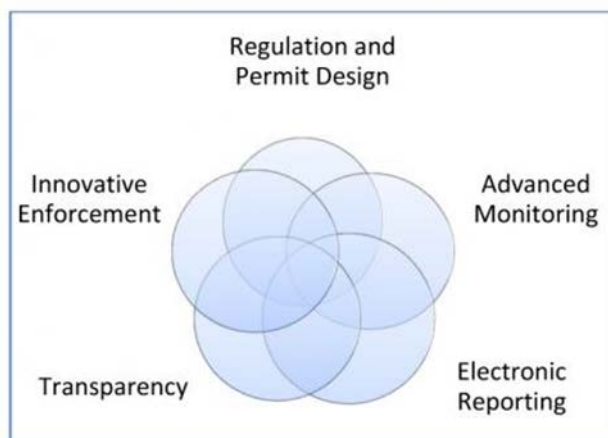 Regulation and
Permit Design
Innovative
Enforcement
Advanced
Monitoring
Transparency
Electronic
Reporting